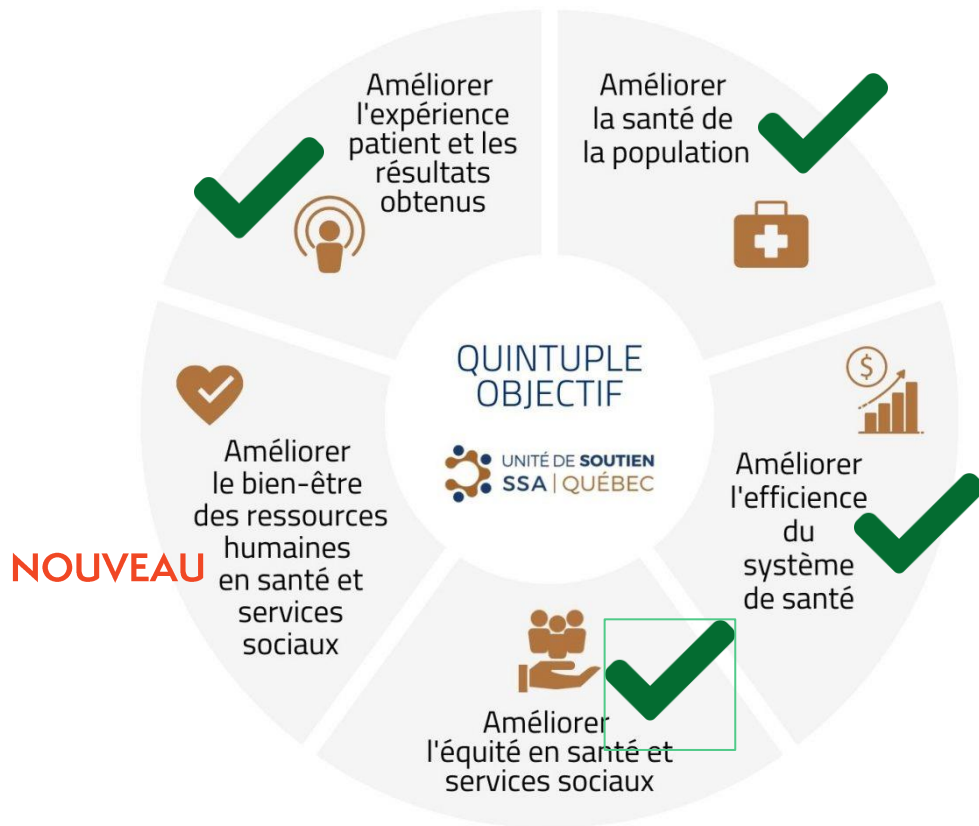 Améliorer
l'expérience
patient et les
résultats
obtenus
Améliorer
la santé de
la population
QUINTUPLE
OBJECTIF
UNITÉ DE SOUTIEN
SSA | QUÉBEC
$
Améliorer
l'efficience
du
système
de santé
Améliorer
le bien-être
des ressources
humaines
en santé et
services
sociaux
NOUVEAU
Améliorer
l'équité en santé et
services sociaux